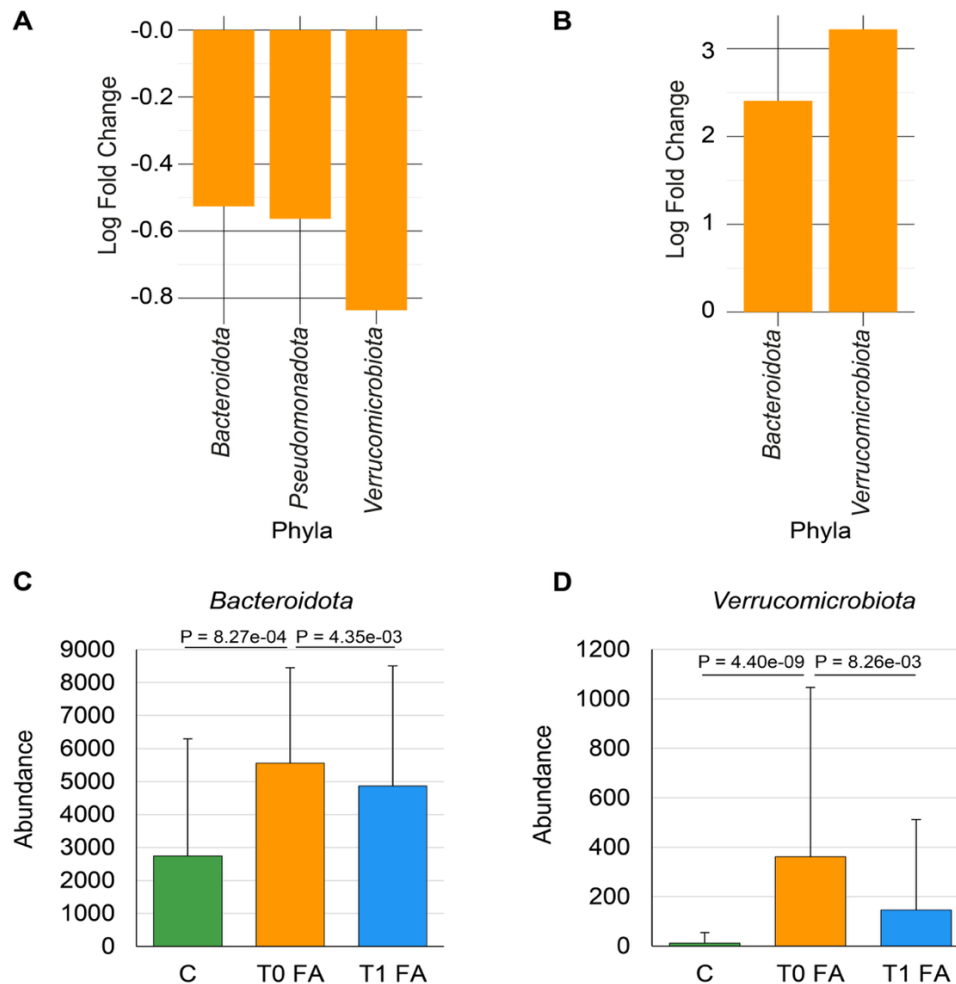 A
-0.0
-0.2
-0.4
-0.6
-0.8
Log Fold Change
Bacteroidota
Pseudomonadota
Verrucomicrobiota
Phyla
B
3
2
1
0
Log Fold Change
Bacteroidota
Verrucomicrobiota
Phyla
C
Bacteroidota
P = 8.27e-04 P = 4.35e-03
9000
8000
7000
6000
5000
4000
3000
2000
1000
0
Abundance
C T0 FA T1 FA
D
Verrucomicrobiota
P = 4.40e-09 P = 8.26e-03
1200
1000
800
600
400
200
0
Abundance
C T0 FA T1 FA